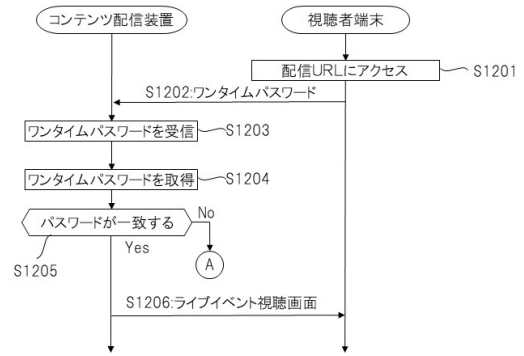 コンテンツ配信装置
視聴者端末
配信URLにアクセス
S1201
S1202:ワンタイムパスワード
ワンタイムパスワードを受信
S1203
ワンタイムパスワードを取得
S1204
パスワードが一致する
No
Yes
A
S1205
S1206:ライブイベント視聴画面